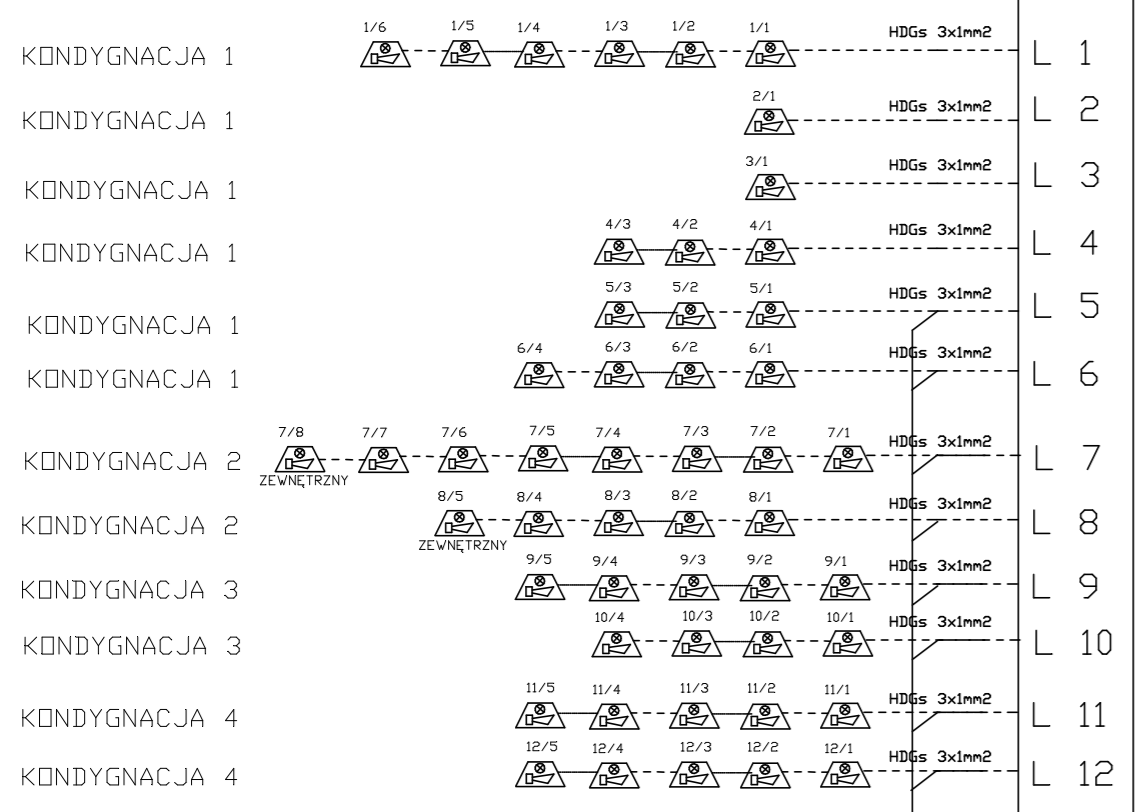 1/6 1/5 1/4 1/3 1/2 1/1 HDGs 3x1mm2
KONDYGNACJA 1 L 1
2/1 HDGs 3x1mm2
KONDYGNACJA 1 L 2
3/1 HDGs 3x1mm2
KONDYGNACJA 1 L 3
4/3 4/2 4/1 HDGs 3x1mm2
KONDYGNACJA 1 L 4
5/3 5/2 5/1 HDGs 3x1mm2
KONDYGNACJA 1 L 5
6/4 6/3 6/2 6/1 HDGs 3x1mm2
KONDYGNACJA 1 L 6
7/8 7/7 7/6 7/5 7/4 7/3 7/2 7/1 HDGs 3x1mm2
KONDYGNACJA 2 L 7
ZEWNĘTRZNY
8/5 8/4 8/3 8/2 8/1 HDGs 3x1mm2
KONDYGNACJA 2 L 8
ZEWNĘTRZNY
9/5 9/4 9/3 9/2 9/1 HDGs 3x1mm2
KONDYGNACJA 3 L 9
10/4 10/3 10/2 10/1 HDGs 3x1mm2
KONDYGNACJA 3 L 10
11/5 11/4 11/3 11/2 11/1 HDGs 3x1mm2
KONDYGNACJA 4 L 11
12/5 12/4 12/3 12/2 12/1 HDGs 3x1mm2
KONDYGNACJA 4 L 12